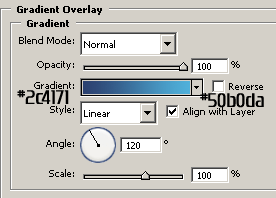 Gradient Overlay
Gradient
Blend Mode: Normal
Opacity: 100 %
Gradient: Reverse
#2c4171 #50b0da
Style: Linear Align with Layer
Angle: 120 °
Scale: 100 %